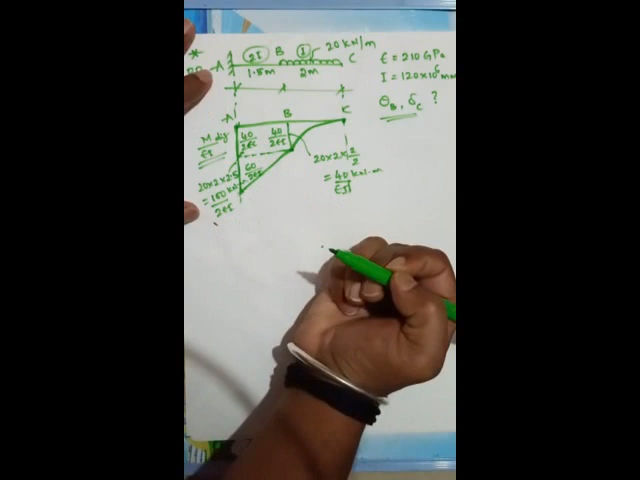 *
2I B I 20 KN/m
A C
1.5m 2m
E = 210 GPa
I = 120×10⁶ mm
θB, δC ?
A B
M dig
EI
40
2EI
40
2EI
60
2EI
20×2×2.5
= 100 KN-m
2EI
20×2×2/2
= 40 KN-m
EI